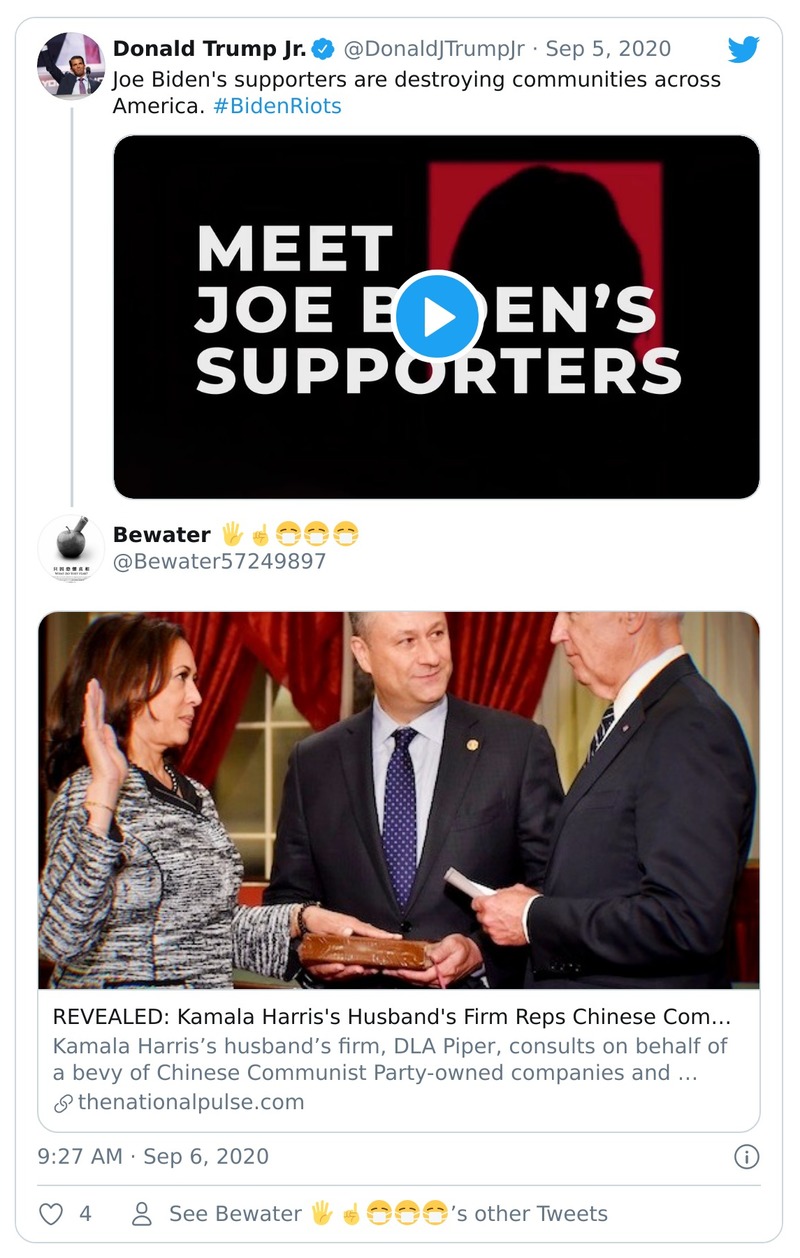 Donald Trump Jr. @DonaldJTrumpJr · Sep 5, 2020
Joe Biden's supporters are destroying communities across
America. #BidenRiots
MEET
JOE B DEN’S
SUPPORTERS
Bewater 🖐☝😷😷😷
@Bewater57249897
REVEALED: Kamala Harris's Husband's Firm Reps Chinese Com…
Kamala Harris’s husband’s firm, DLA Piper, consults on behalf of
a bevy of Chinese Communist Party-owned companies and …
thenationalpulse.com
9:27 AM · Sep 6, 2020
4 See Bewater 🖐☝😷😷😷’s other Tweets